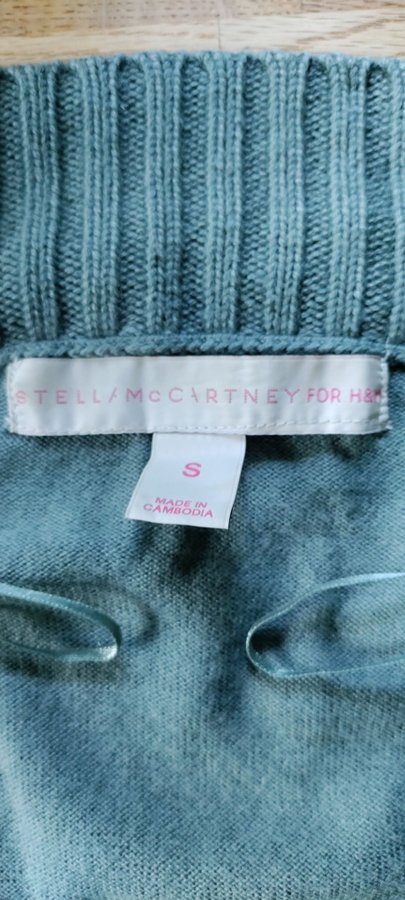 STELLA McCARTNEY FOR H&M
S
MADE IN
CAMBODIA